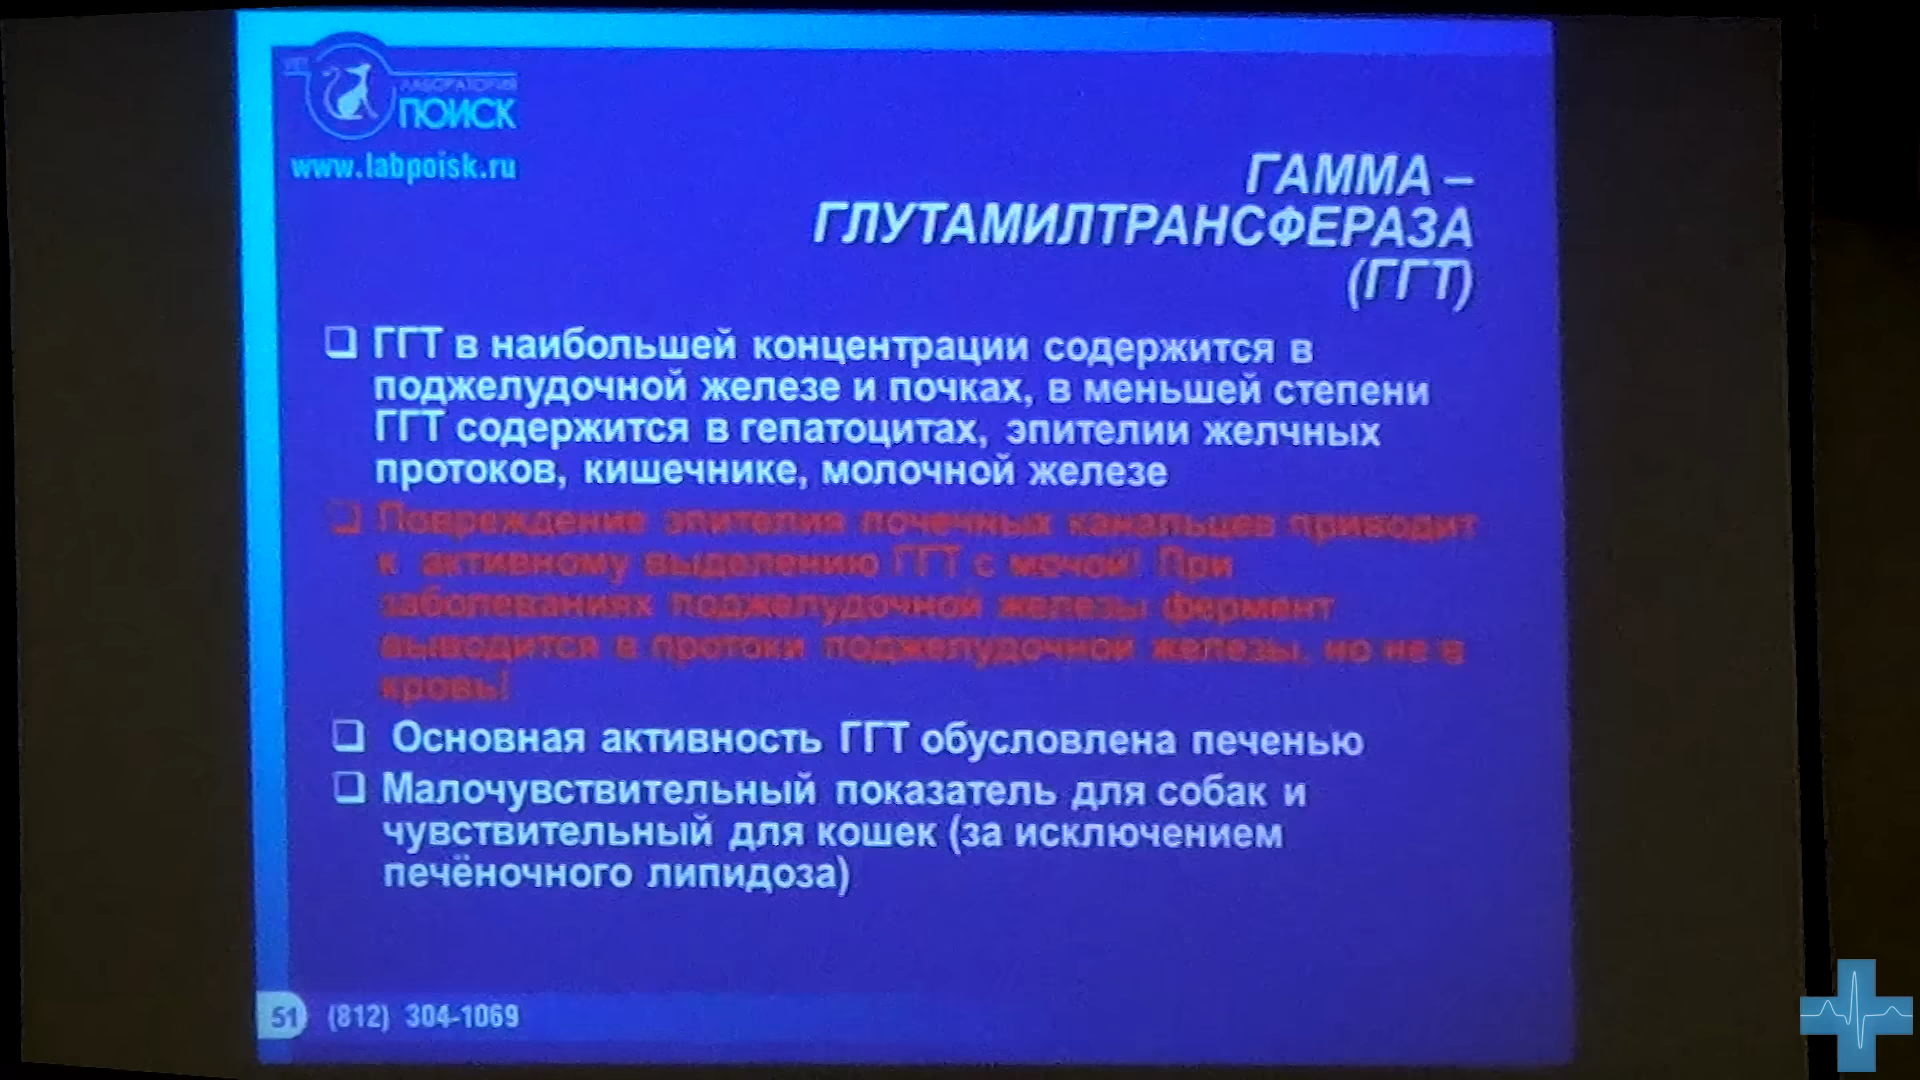 VET
ЛАБОРАТОРИЯ
ПОИСК
www.labpoisk.ru
ГАММА –
ГЛУТАМИЛТРАНСФЕРАЗА
(ГГТ)
❑ ГГТ в наибольшей концентрации содержится в
поджелудочной железе и почках, в меньшей степени
ГГТ содержится в гепатоцитах, эпителии желчных
протоков, кишечнике, молочной железе
❑ Повреждение эпителия почечных канальцев приводит
к активному выделению ГГТ с мочой! При
заболеваниях поджелудочной железы фермент
выводится в протоки поджелудочной железы, но не в
кровь!
❑ Основная активность ГГТ обусловлена печенью
❑ Малочувствительный показатель для собак и
чувствительный для кошек (за исключением
печёночного липидоза)
51 (812) 304-1069